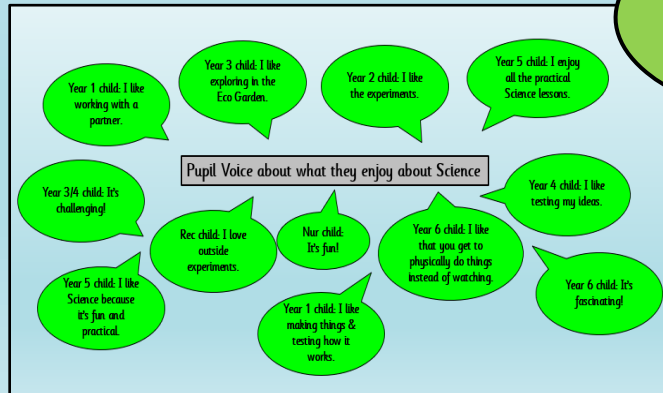 Year 1 child: I like
working with a
partner.
Year 3 child: I like
exploring in the
Eco Garden.
Year 2 child: I like
the experiments.
Year 5 child: I enjoy
all the practical
Science lessons.
Pupil Voice about what they enjoy about Science
Year 3/4 child: It's
challenging!
Rec child: I love
outside
experiments.
Nur child:
It's fun!
Year 6 child: I like
that you get to
physically do things
instead of watching.
Year 4 child: I like
testing my ideas.
Year 5 child: I like
Science because
it's fun and
practical.
Year 1 child: I like
making things &
testing how it
works.
Year 6 child: It's
fascinating!